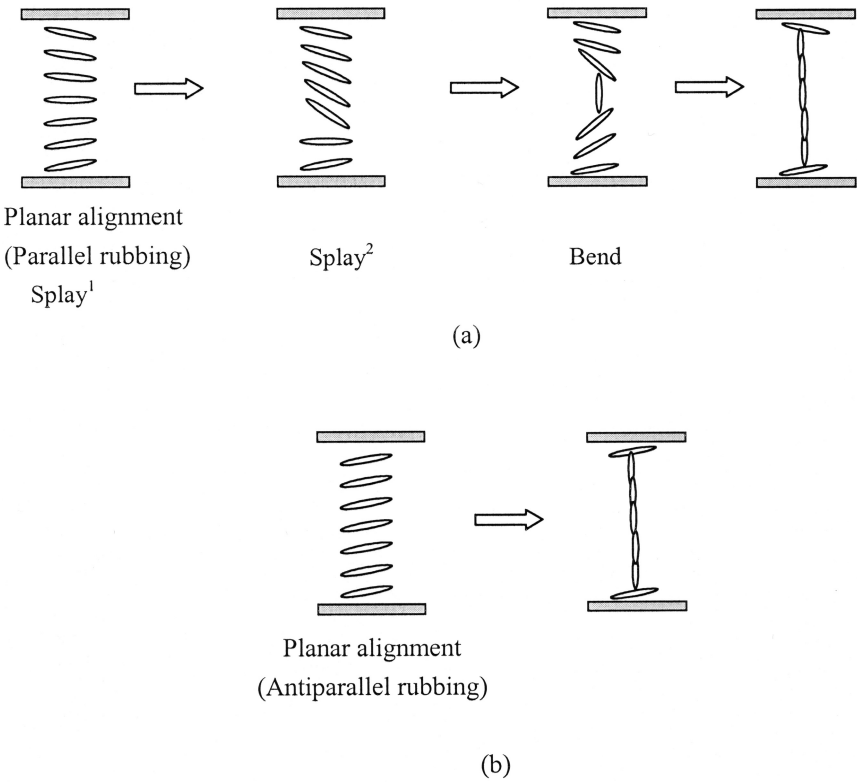 Planar alignment
(Parallel rubbing)
Splay¹
Splay²
Bend
(a)
Planar alignment
(Antiparallel rubbing)
(b)